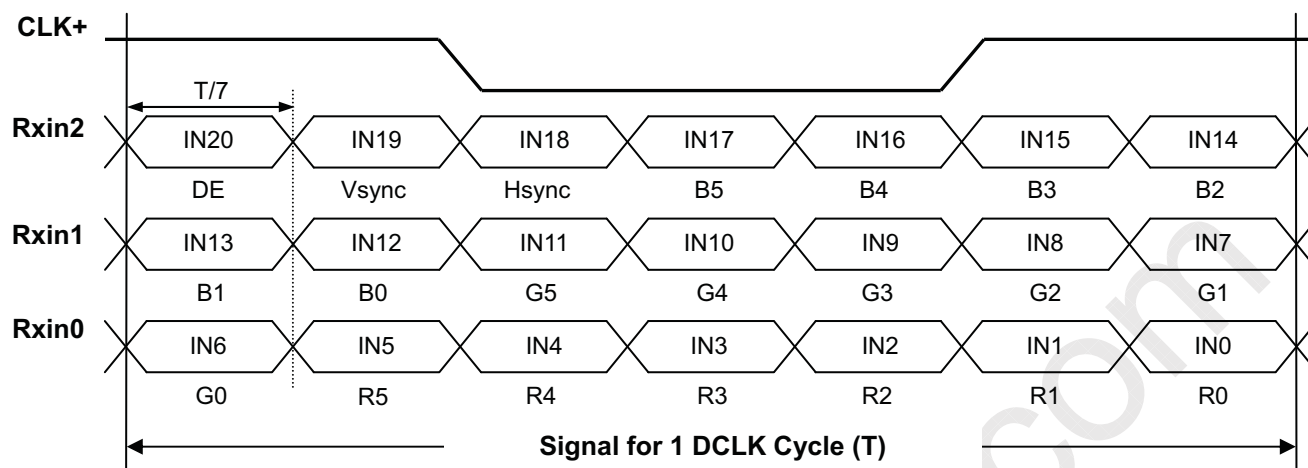 CLK+
T/7
Rxin2 IN20 IN19 IN18 IN17 IN16 IN15 IN14
DE Vsync Hsync B5 B4 B3 B2
Rxin1 IN13 IN12 IN11 IN10 IN9 IN8 IN7
B1 B0 G5 G4 G3 G2 G1
Rxin0 IN6 IN5 IN4 IN3 IN2 IN1 IN0
G0 R5 R4 R3 R2 R1 R0
Signal for 1 DCLK Cycle (T)
com